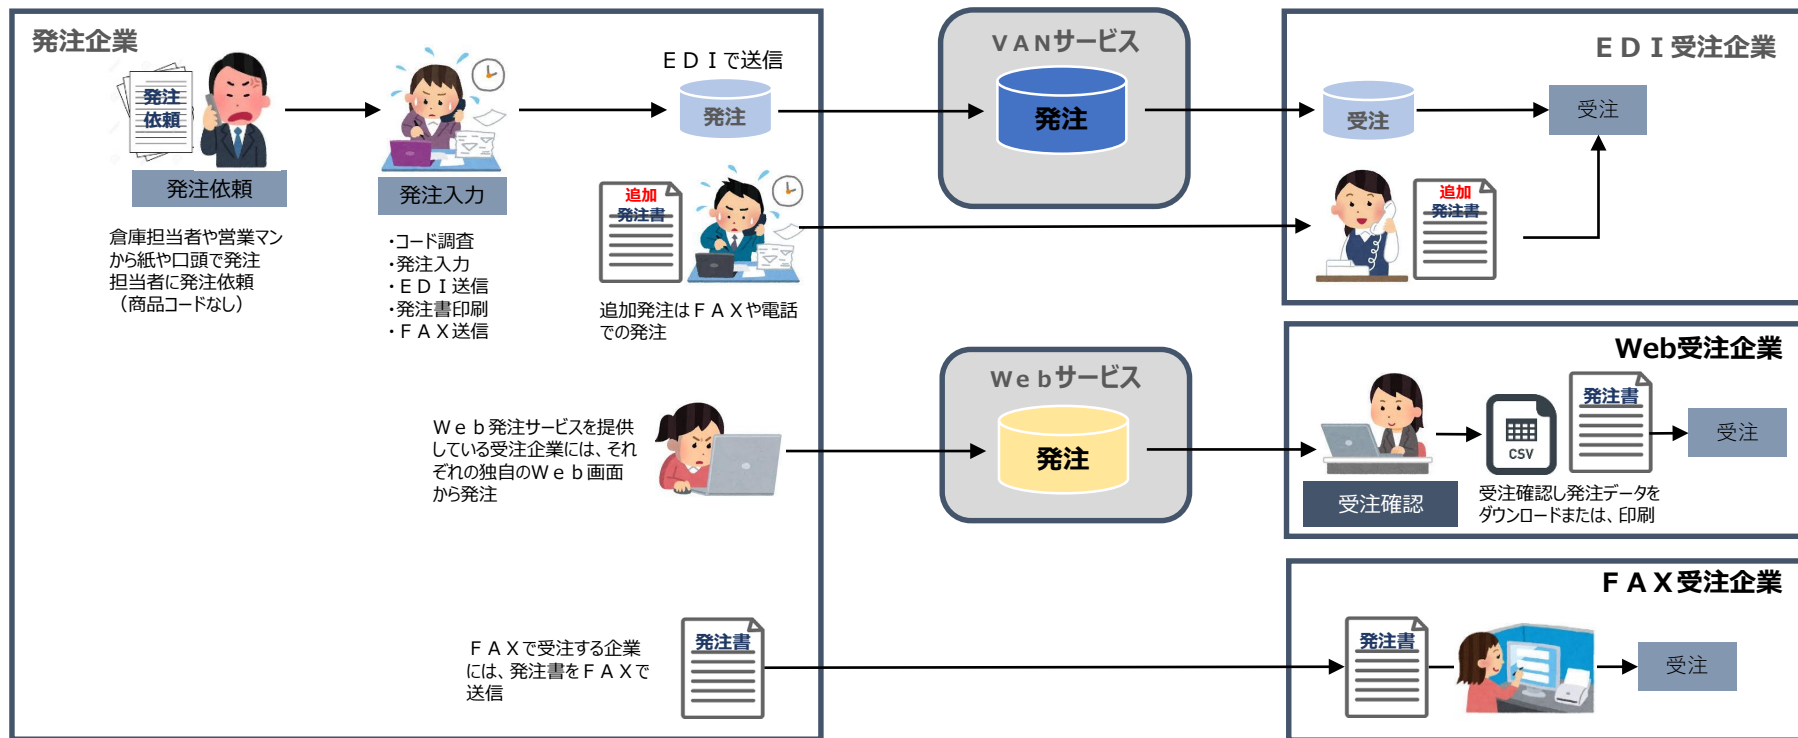 発注企業
発注
依頼
発注依頼
倉庫担当者や営業マン
から紙や口頭で発注
担当者に発注依頼
（商品コードなし）
発注入力
・コード調査
・発注入力
・ＥＤＩ送信
・発注書印刷
・ＦＡＸ送信
ＥＤＩで送信
発注
追加
発注書
追加発注はＦＡＸや電話
での発注
Ｗｅｂ発注サービスを提供
している受注企業には、それ
ぞれの独自のＷｅｂ画面
から発注
ＦＡＸで受注する企業
には、発注書をＦＡＸで
送信
発注書
ＶＡＮサービス
発注
Ｗｅｂサービス
発注
ＥＤＩ受注企業
受注
受注
追加
発注書
Web受注企業
受注確認
CSV
発注書
受注確認し発注データを
ダウンロードまたは、印刷
受注
ＦＡＸ受注企業
発注書
受注